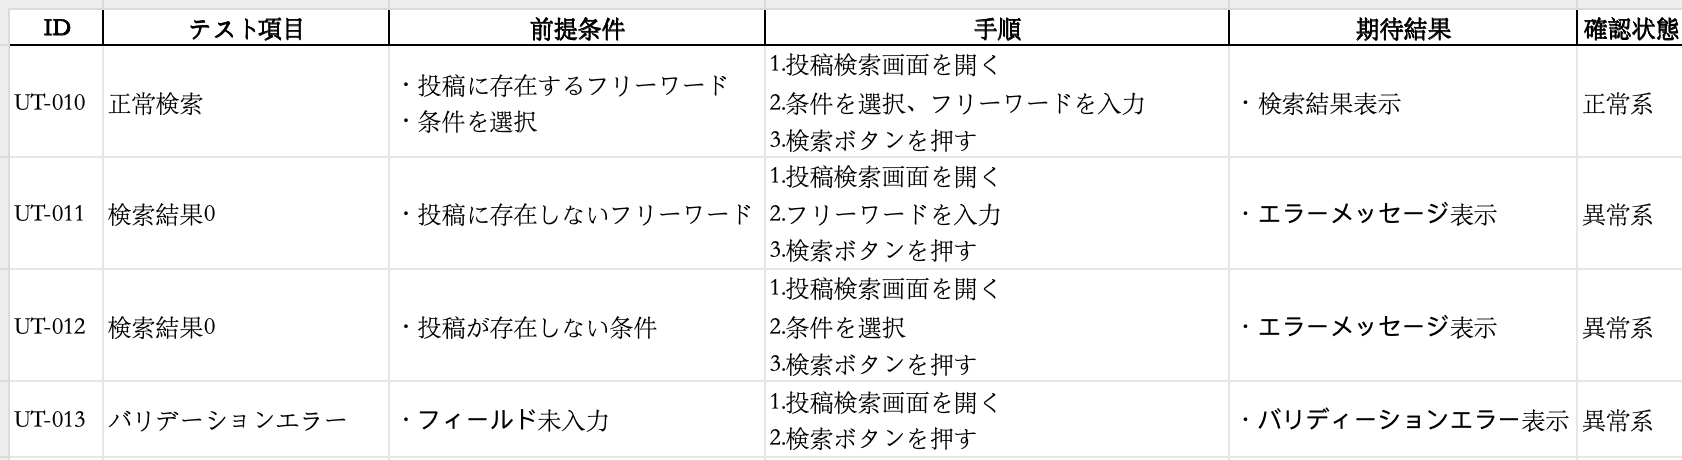 ID テスト項目 前提条件 手順 期待結果 確認状態
UT-010 正常検索 ・投稿に存在するフリーワード
・条件を選択 1.投稿検索画面を開く
2.条件を選択、フリーワードを入力
3.検索ボタンを押す ・検索結果表示 正常系
UT-011 検索結果0 ・投稿に存在しないフリーワード 1.投稿検索画面を開く
2.フリーワードを入力
3.検索ボタンを押す ・エラーメッセージ表示 異常系
UT-012 検索結果0 ・投稿が存在しない条件 1.投稿検索画面を開く
2.条件を選択
3.検索ボタンを押す ・エラーメッセージ表示 異常系
UT-013 バリデーションエラー ・フィールド未入力 1.投稿検索画面を開く
2.検索ボタンを押す ・バリディーションエラー表示 異常系